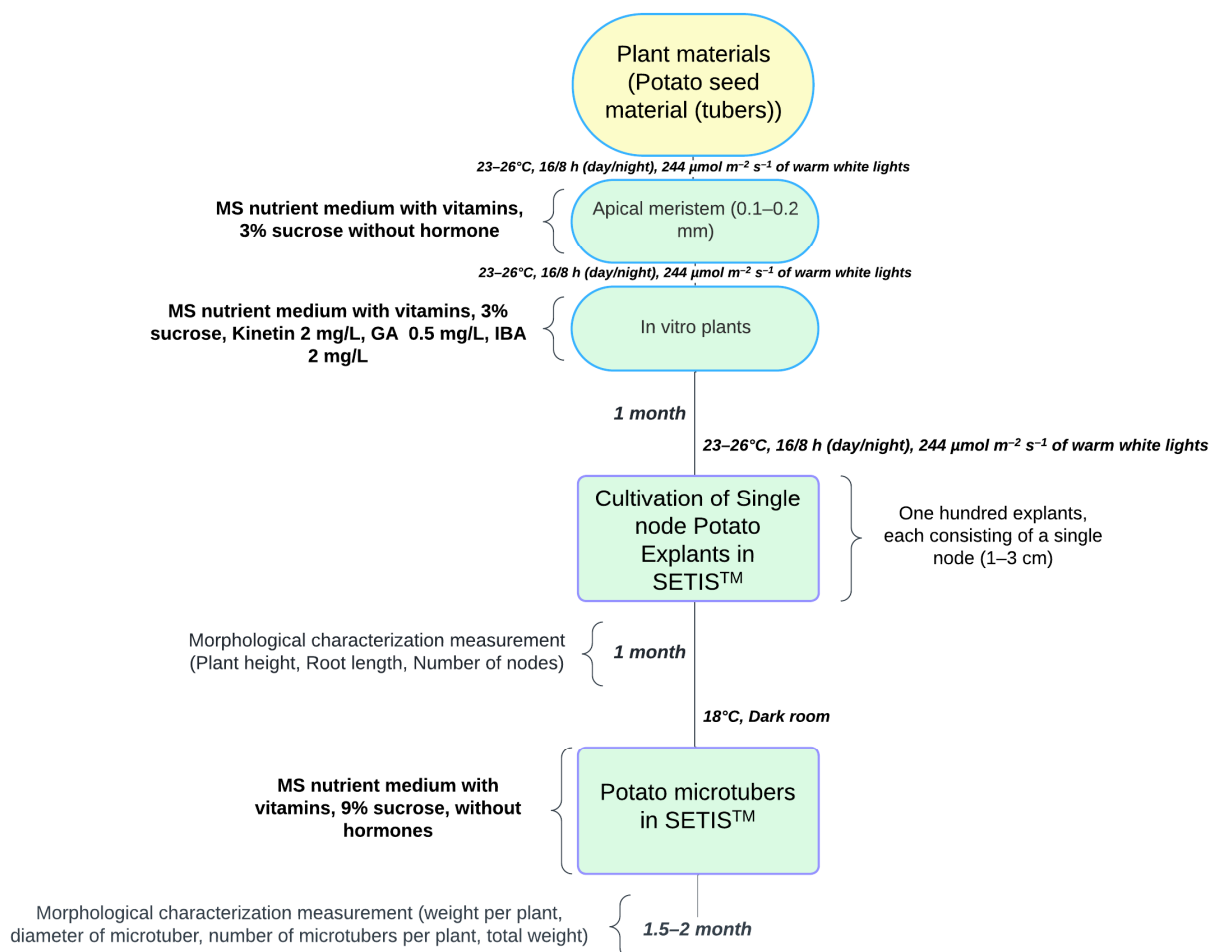 Plant materials
(Potato seed
material (tubers))
23–26°C, 16/8 h (day/night), 244 µmol m⁻² s⁻¹ of warm white lights
MS nutrient medium with vitamins,
3% sucrose without hormone
Apical meristem (0.1–0.2
mm)
23–26°C, 16/8 h (day/night), 244 µmol m⁻² s⁻¹ of warm white lights
MS nutrient medium with vitamins, 3%
sucrose, Kinetin 2 mg/L, GA 0.5 mg/L, IBA
2 mg/L
In vitro plants
1 month
23–26°C, 16/8 h (day/night), 244 µmol m⁻² s⁻¹ of warm white lights
Cultivation of Single
node Potato
Explants in
SETIS™
One hundred explants,
each consisting of a single
node (1–3 cm)
Morphological characterization measurement
(Plant height, Root length, Number of nodes)
1 month
18°C, Dark room
MS nutrient medium with
vitamins, 9% sucrose, without
hormones
Potato microtubers
in SETIS™
Morphological characterization measurement (weight per plant,
diameter of microtuber, number of microtubers per plant, total weight)
1.5–2 month